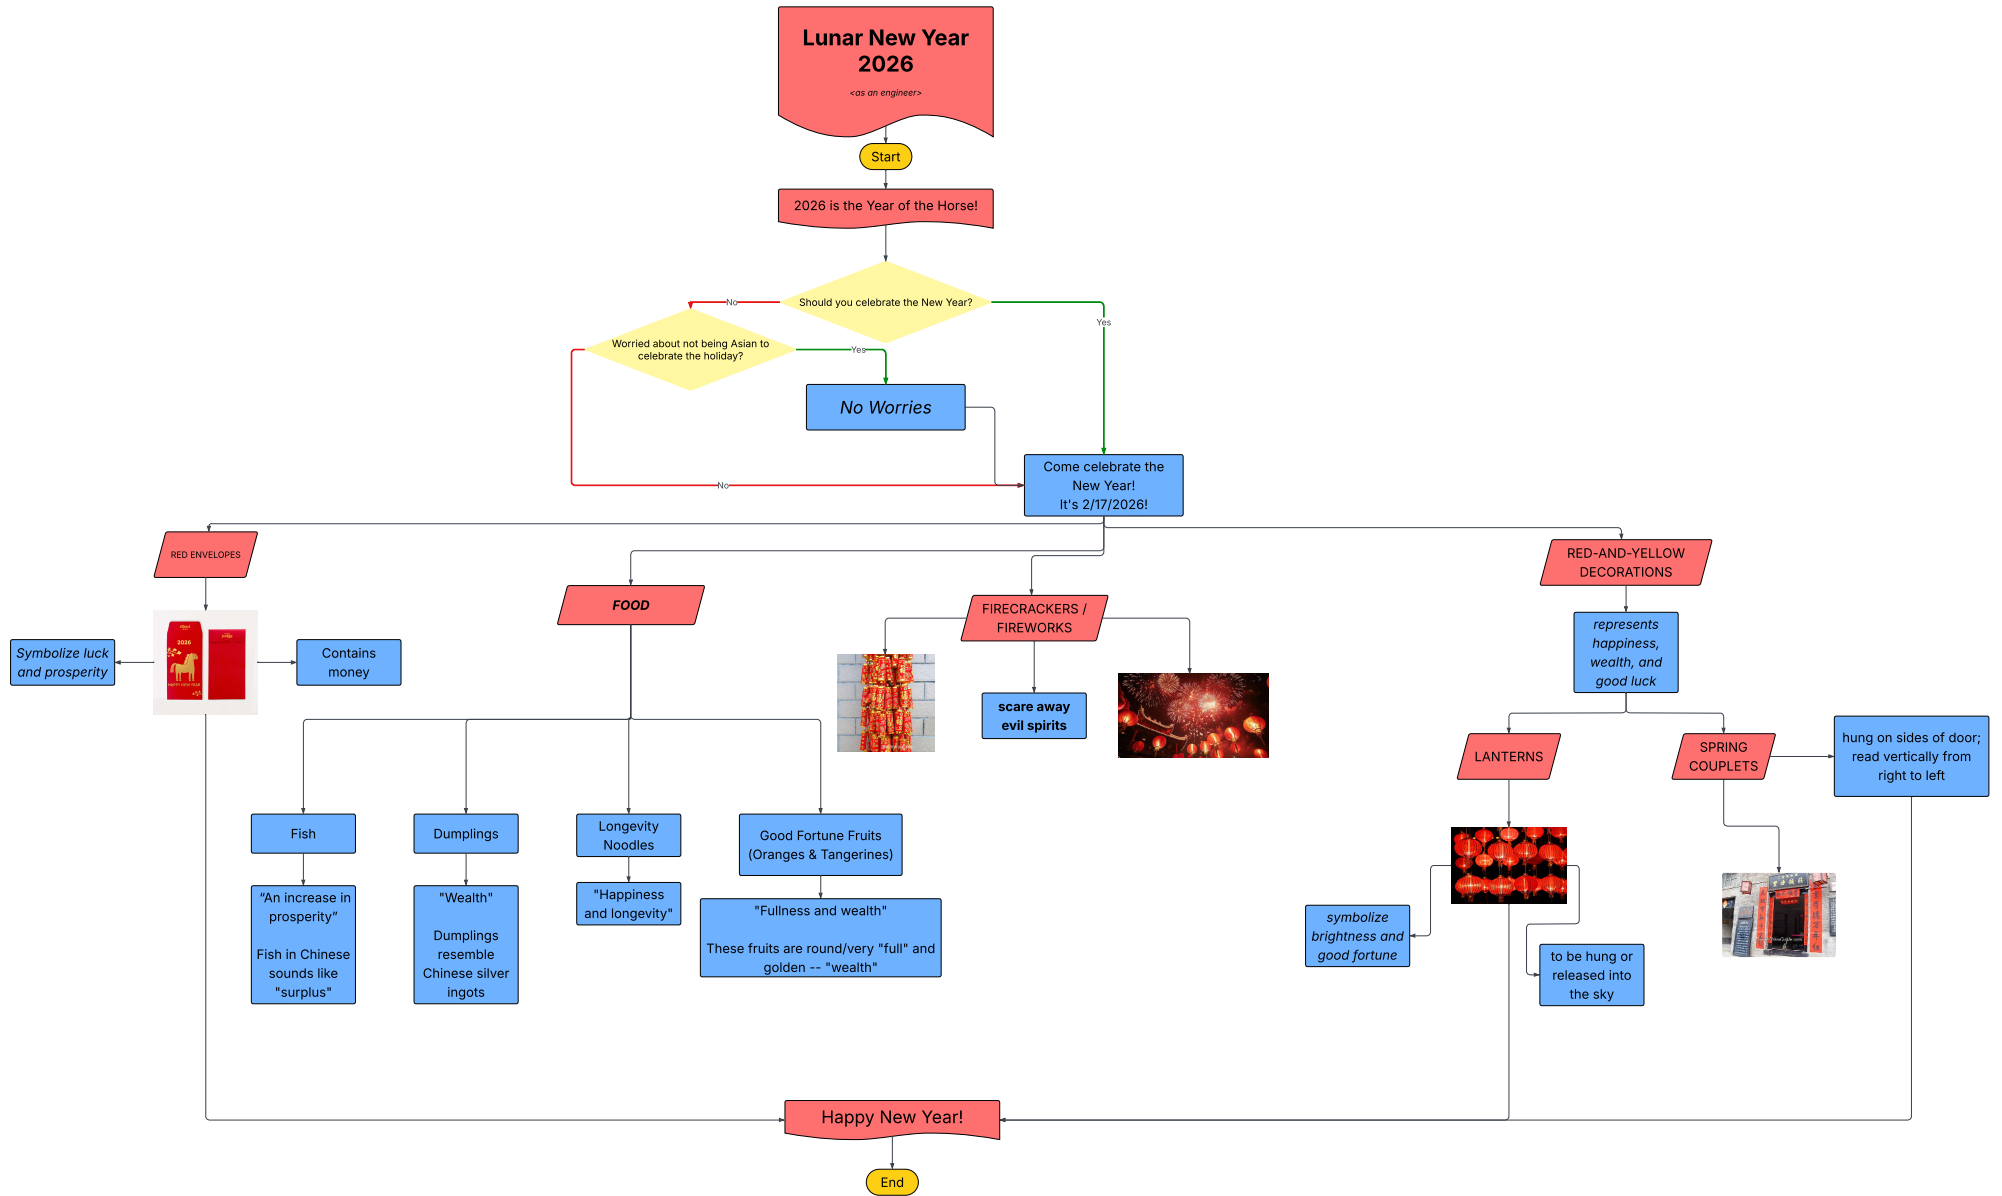 Lunar New Year
2026
<as an engineer>
Start
2026 is the Year of the Horse!
Should you celebrate the New Year?
No
Yes
Worried about not being Asian to
celebrate the holiday?
Yes
No Worries
No
Come celebrate the
New Year!
It's 2/17/2026!
RED ENVELOPES
2026
HAPPY NEW YEAR
Symbolize luck
and prosperity
Contains
money
FOOD
Fish
“An increase in
prosperity”
Fish in Chinese
sounds like
"surplus"
Dumplings
"Wealth"
Dumplings
resemble
Chinese silver
ingots
Longevity
Noodles
"Happiness
and longevity"
Good Fortune Fruits
(Oranges & Tangerines)
"Fullness and wealth"
These fruits are round/very "full" and
golden -- "wealth"
FIRECRACKERS /
FIREWORKS
scare away
evil spirits
RED-AND-YELLOW
DECORATIONS
represents
happiness,
wealth, and
good luck
LANTERNS
symbolize
brightness and
good fortune
to be hung or
released into
the sky
SPRING
COUPLETS
hung on sides of door;
read vertically from
right to left
Happy New Year!
End